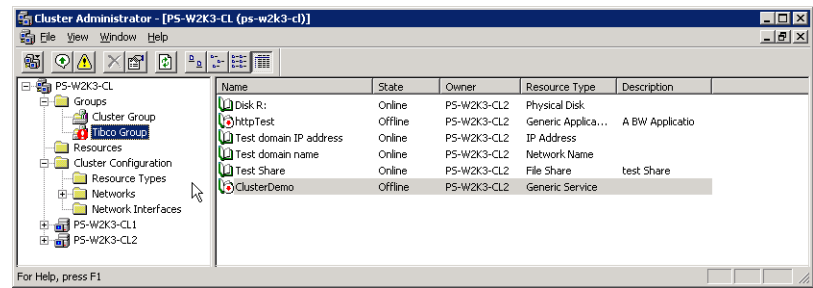 Cluster Administrator - [PS-W2K3-CL (ps-w2k3-cl)]
File View Window Help
PS-W2K3-CL
Groups
Cluster Group
Tibco Group
Resources
Cluster Configuration
Resource Types
Networks
Network Interfaces
PS-W2K3-CL1
PS-W2K3-CL2
Name State Owner Resource Type Description
Disk R: Online PS-W2K3-CL2 Physical Disk
httpTest Offline PS-W2K3-CL2 Generic Applica... A BW Applicatio
Test domain IP address Online PS-W2K3-CL2 IP Address
Test domain name Online PS-W2K3-CL2 Network Name
Test Share Online PS-W2K3-CL2 File Share test Share
ClusterDemo Offline PS-W2K3-CL2 Generic Service
For Help, press F1